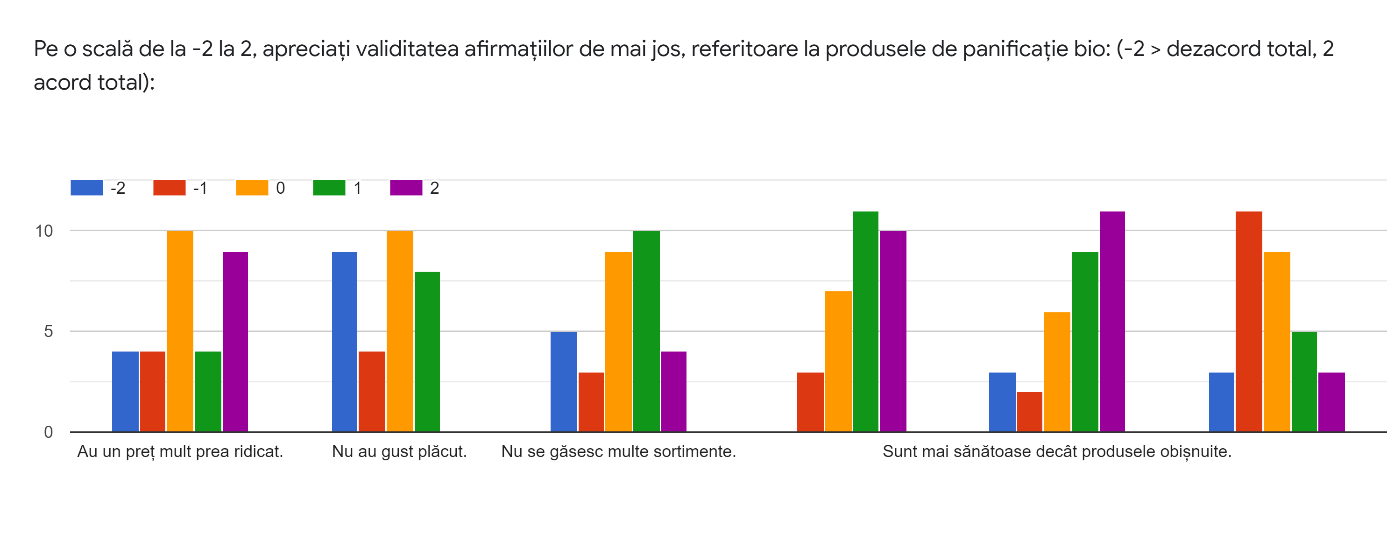 Pe o scală de la -2 la 2, apreciați validitatea afirmațiilor de mai jos, referitoare la produsele de panificație bio: (-2 > dezacord total, 2
acord total):
-2 -1 0 1 2
10
5
0
Au un preț mult prea ridicat. Nu au gust plăcut. Nu se găsesc multe sortimente. Sunt mai sănătoase decât produsele obișnuite.